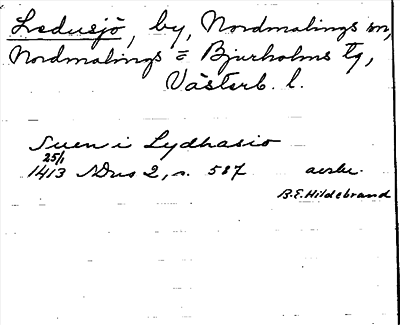 Ledusjö, by, Nordmalings sn,
Nordmalings = Bjurholms tg,
Västerb. l.
Suen i Lydhasio
25/1
1413 SDns 2, s. 587 avskr.
B.E. Hildebrand